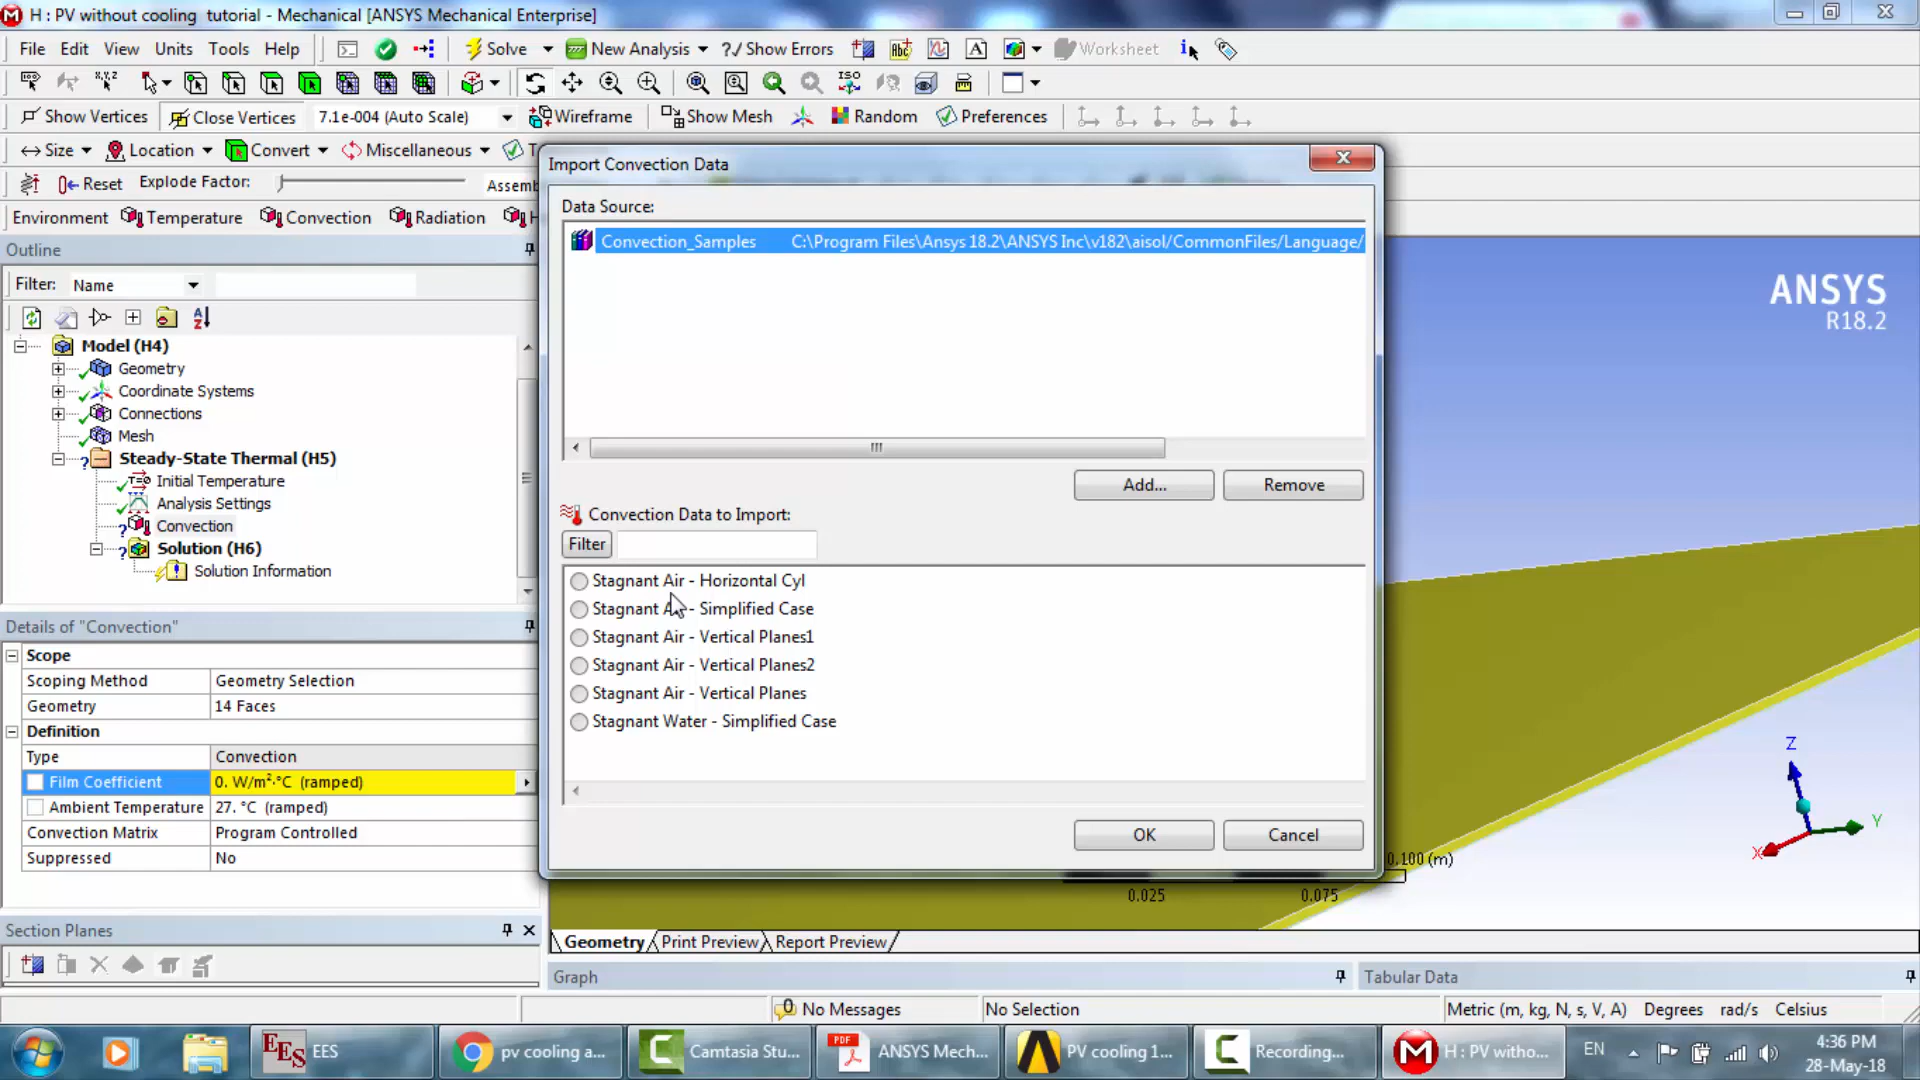 H : PV without cooling  tutorial - Mechanical [ANSYS Mechanical Enterprise]
File Edit View Units Tools Help Solve New Analysis ?/ Show Errors Worksheet
Show Vertices Close Vertices 7.1e-004 (Auto Scale) Wireframe Show Mesh Random Preferences
Size Location Convert Miscellaneous
Reset Explode Factor: Assemb
Environment Temperature Convection Radiation H
Outline
Filter: Name
Model (H4)
Geometry
Coordinate Systems
Connections
Mesh
Steady-State Thermal (H5)
Initial Temperature
Analysis Settings
Convection
Solution (H6)
Solution Information
Details of "Convection"
Scope
Scoping Method Geometry Selection
Geometry 14 Faces
Definition
Type Convection
Film Coefficient 0. W/m²·°C (ramped)
Ambient Temperature 27. °C (ramped)
Convection Matrix Program Controlled
Suppressed No
Section Planes
Import Convection Data
Data Source:
Convection_Samples C:\Program Files\Ansys 18.2\ANSYS Inc\v182\aisol/CommonFiles/Language/
Add... Remove
Convection Data to Import:
Filter
Stagnant Air - Horizontal Cyl
Stagnant Air - Simplified Case
Stagnant Air - Vertical Planes1
Stagnant Air - Vertical Planes2
Stagnant Air - Vertical Planes
Stagnant Water - Simplified Case
OK Cancel
ANSYS
R18.2
Z
Y
X
0.100 (m)
0.025 0.075
Geometry Print Preview Report Preview
Graph Tabular Data
No Messages No Selection Metric (m, kg, N, s, V, A) Degrees rad/s Celsius
EES EES pv cooling a... Camtasia Stu... PDF ANSYS Mech... PV cooling 1... Recording... H : PV witho... EN 4:36 PM
28-May-18